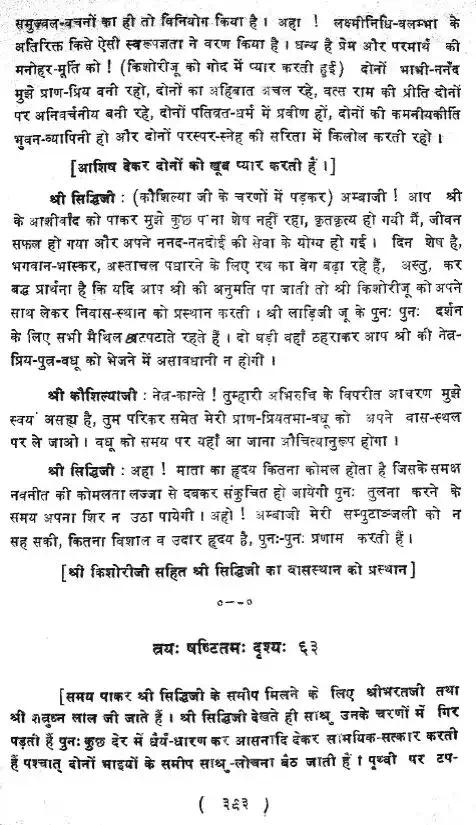 समुज्वल-वचनों का ही तो विनियोग किया है । अहा ! लक्ष्मीनिधि-वलम्भा के
अतिरिक्त किसे ऐसी स्वरूपज्ञता ने वरण किया है । धन्य है प्रेम और परमार्थ की
मनोहर-मूर्ति को ! (किशोरीजू को गोद में प्यार करती हुई) दोनों भाभी-ननँद
मुझे प्राण-प्रिय वनी रहो, दोनों का अहिवात अचल रहे, वत्स राम की प्रीति दोनों
पर अनिवर्चनीय बनी रहे, दोनों पतिव्रत-धर्म में प्रवीण हों, दोनों की कमनीयकीर्ति
भुवन-व्यापिनी हो और दोनों परस्पर-स्नेह की सरिता में किलोल करती रहो ।
[आशिष देकर दोनों को खूब प्यार करती हैं ।]
श्री सिद्धिजी : (कौशिल्या जी के चरणों में पड़कर) अम्बाजी ! आप श्री
के आशीर्वाद को पाकर मुझे कुछ पाना शेष नहीं रहा, कृतकृत्य हो गयी मैं, जीवन
सफल हो गया और अपने ननद-ननदोई की सेवा के योग्य हो गई । दिन शेष है,
भगवान-भास्कर, अस्ताचल पधारने के लिए रथ का वेग बढ़ा रहे हैं, अस्तु, कर
बद्ध प्रार्थना है कि यदि आप श्री की अनुमति पा जाती तो श्री किशोरीजू को अपने
साथ लेकर निवास-स्थान को प्रस्थान करती । श्री लाड़िजी जू के पुनः पुनः दर्शन
के लिए सभी मैथिल छटपटाते रहते हैं । दो घड़ी वहाँ ठहराकर आप श्री की नेत्र-
प्रिय-पुत्र-वधू को भेजने में असावधानी न होगी ।
श्री कौशिल्याजी : नेत्र-कान्ते ! तुम्हारी अभिरुचि के विपरीत आचरण मुझे
स्वयं असह्य है, तुम परिकर समेत मेरी प्राण-प्रियतमा-वधू को अपने वास-स्थल
पर ले जाओ । वधू को समय पर यहाँ आ जाना औचित्यानुरूप होगा ।
श्री सिद्धिजी : अहा ! माता का हृदय कितना कोमल होता है जिसके समक्ष
नवनीत की कोमलता लज्जा से दबकर संकुचित हो जायेगी पुनः तुलना करने के
समय अपना शिर न उठा पायेगी । अहो ! अम्बाजी मेरी सम्पुटाञ्जली को न
सह सकी, कितना विशाल व उदार हृदय है, पुनः-पुनः प्रणाम करती हैं ।
[श्री किशोरीजी सहित श्री सिद्धिजी का वासस्थान को प्रस्थान]
०--०
त्रयः षष्टितमः दृश्यः ६३
[समय पाकर श्री सिद्धिजी के समीप मिलने के लिए श्रीभरतजी तथा
श्री शत्रुघ्न लाल जी जाते हैं । श्री सिद्धिजी देखते ही साश्रु उनके चरणों में गिर
पड़ती हैं पुनः कुछ देर में धैर्य-धारण कर आसनादि देकर सामयिक-सत्कार करती
हैं पश्चात् दोनों भाइयों के समीप साश्रु-लोचना बैठ जाती हैं । पृथ्वी पर टप-
( ३९३ )